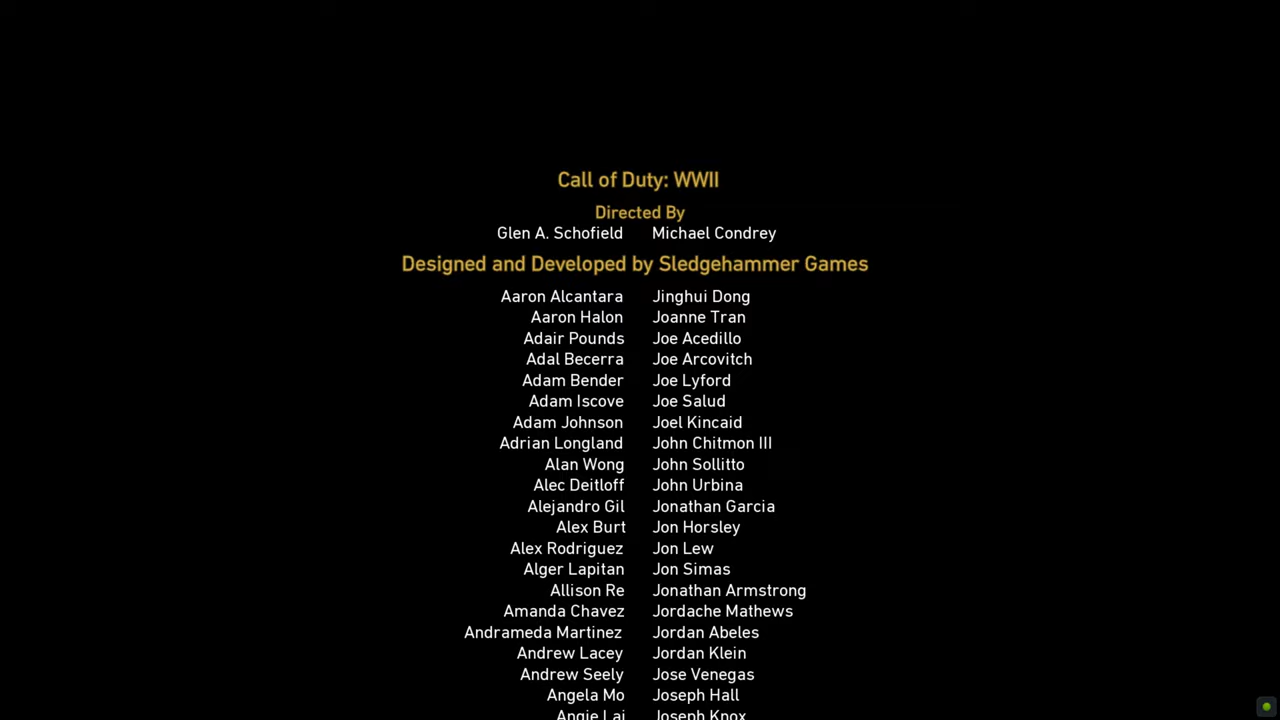 Call of Duty: WWII
Directed By
Glen A. Schofield Michael Condrey
Designed and Developed by Sledgehammer Games
Aaron Alcantara Jinghui Dong
Aaron Halon Joanne Tran
Adair Pounds Joe Acedillo
Adal Becerra Joe Arcovitch
Adam Bender Joe Lyford
Adam Iscove Joe Salud
Adam Johnson Joel Kincaid
Adrian Longland John Chitmon III
Alan Wong John Sollitto
Alec Deitloff John Urbina
Alejandro Gil Jonathan Garcia
Alex Burt Jon Horsley
Alex Rodriguez Jon Lew
Alger Lapitan Jon Simas
Allison Re Jonathan Armstrong
Amanda Chavez Jordache Mathews
Andrameda Martinez Jordan Abeles
Andrew Lacey Jordan Klein
Andrew Seely Jose Venegas
Angela Mo Joseph Hall
Angie Lai Joseph Knox